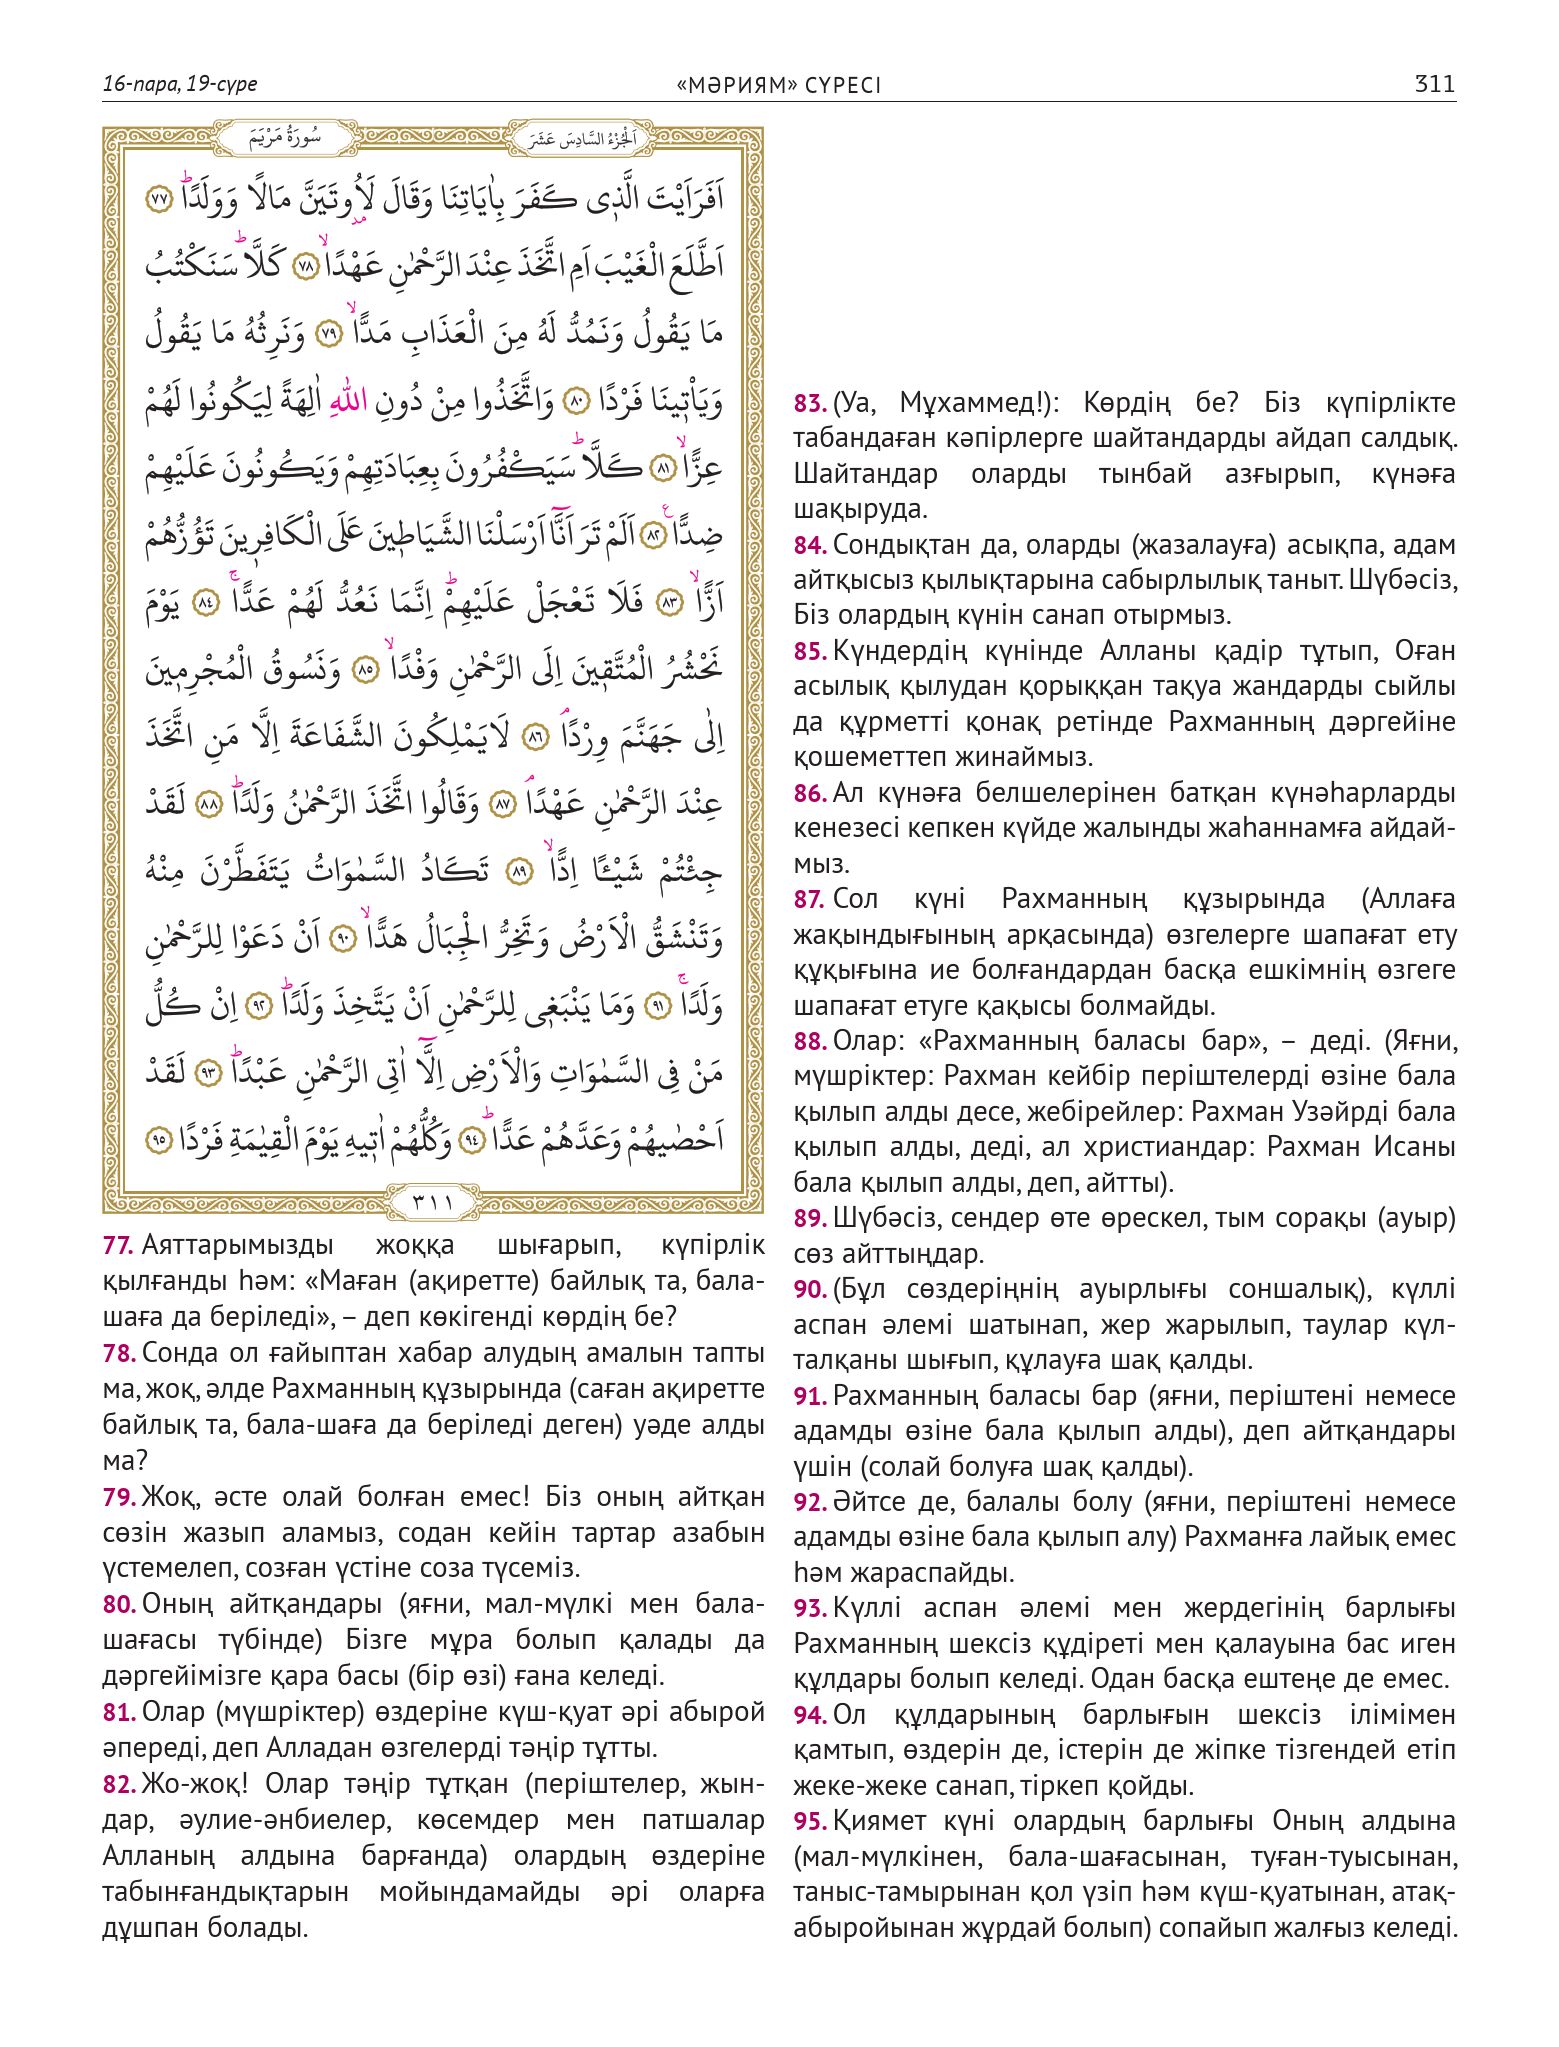 16-пара, 19-сүре
«МӘРИЯМ» СҮРЕСІ
311
سُورَةُ مَرْيَمَ
اَلْجُزْءُ السَّادِسَ عَشَرَ
اَفَرَاَيْتَ الَّذ۪ي كَفَرَ بِاٰيَاتِنَا وَقَالَ لَاُو۫تَيَنَّ مَالًا وَوَلَدًاۜ ﴿٧٧﴾
اَطَّلَعَ الْغَيْبَ اَمِ اتَّخَذَ عِنْدَ الرَّحْمٰنِ عَهْدًاۙ ﴿٧٨﴾ كَلَّاۜ سَنَكْتُبُ
مَا يَقُولُ وَنَمُدُّ لَهُ مِنَ الْعَذَابِ مَدًّاۙ ﴿٧٩﴾ وَنَرِثُهُ مَا يَقُولُ
وَيَاْت۪ينَا فَرْدًا ﴿٨٠﴾ وَاتَّخَذُوا مِنْ دُونِ اللّٰهِ اٰلِهَةً لِيَكُونُوا لَهُمْ
عِزًّاۙ ﴿٨١﴾ كَلَّاۜ سَيَكْفُرُونَ بِعِبَادَتِهِمْ وَيَكُونُونَ عَلَيْهِمْ
ضِدًّا۟ ﴿٨٢﴾ اَلَمْ تَرَ اَنَّٓا اَرْسَلْنَا الشَّيَاط۪ينَ عَلَى الْكَافِر۪ينَ تَؤُزُّهُمْ
اَزًّاۙ ﴿٨٣﴾ فَلَا تَعْجَلْ عَلَيْهِمْۜ اِنَّمَا نَعُدُّ لَهُمْ عَدًّاۚ ﴿٨٤﴾ يَوْمَ
نَحْشُرُ الْمُتَّق۪ينَ اِلَى الرَّحْمٰنِ وَفْدًاۙ ﴿٨٥﴾ وَنَسُوقُ الْمُجْرِم۪ينَ
اِلٰى جَهَنَّمَ وِرْدًاۢ ﴿٨٦﴾ لَا يَمْلِكُونَ الشَّفَاعَةَ اِلَّا مَنِ اتَّخَذَ
عِنْدَ الرَّحْمٰنِ عَهْدًاۢ ﴿٨٧﴾ وَقَالُوا اتَّخَذَ الرَّحْمٰنُ وَلَدًاۜ ﴿٨٨﴾ لَقَدْ
جِئْتُمْ شَيْـًٔا اِدًّاۙ ﴿٨٩﴾ تَكَادُ السَّمٰوَاتُ يَتَفَطَّرْنَ مِنْهُ
وَتَنْشَقُّ الْاَرْضُ وَتَخِرُّ الْجِبَالُ هَدًّاۙ ﴿٩٠﴾ اَنْ دَعَوْا لِلرَّحْمٰنِ
وَلَدًاۚ ﴿٩١﴾ وَمَا يَنْبَغ۪ي لِلرَّحْمٰنِ اَنْ يَتَّخِذَ وَلَدًاۜ ﴿٩٢﴾ اِنْ كُلُّ
مَنْ فِي السَّمٰوَاتِ وَالْاَرْضِ اِلَّٓا اٰتِي الرَّحْمٰنِ عَبْدًاۜ ﴿٩٣﴾ لَقَدْ
اَحْصٰيهُمْ وَعَدَّهُمْ عَدًّاۜ ﴿٩٤﴾ وَكُلُّهُمْ اٰت۪يهِ يَوْمَ الْقِيٰمَةِ فَرْدًا ﴿٩٥﴾
٣١١
77. Аяттарымызды жоққа шығарып, күпірлік
қылғанды һәм: «Маған (ақиретте) байлық та, бала-
шаға да беріледі», – деп көкігенді көрдің бе?
78. Сонда ол ғайыптан хабар алудың амалын тапты
ма, жоқ, әлде Рахманның құзырында (саған ақиретте
байлық та, бала-шаға да беріледі деген) уәде алды
ма?
79. Жоқ, әсте олай болған емес! Біз оның айтқан
сөзін жазып аламыз, содан кейін тартар азабын
үстемелеп, созған үстіне соза түсеміз.
80. Оның айтқандары (яғни, мал-мүлкі мен бала-
шағасы түбінде) Бізге мұра болып қалады да
дәргейімізге қара басы (бір өзі) ғана келеді.
81. Олар (мүшріктер) өздеріне күш-қуат әрі абырой
әпереді, деп Алладан өзгелерді тәңір тұтты.
82. Жо-жоқ! Олар тәңір тұтқан (періштелер, жын-
дар, әулие-әнбиелер, көсемдер мен патшалар
Алланың алдына барғанда) олардың өздеріне
табынғандықтарын мойындамайды әрі оларға
дұшпан болады.
83. (Уа, Мұхаммед!): Көрдің бе? Біз күпірлікте
табандаған кәпірлерге шайтандарды айдап салдық.
Шайтандар оларды тынбай азғырып, күнәға
шақыруда.
84. Сондықтан да, оларды (жазалауға) асықпа, адам
айтқысыз қылықтарына сабырлылық таныт. Шүбәсіз,
Біз олардың күнін санап отырмыз.
85. Күндердің күнінде Алланы қадір тұтып, Оған
асылық қылудан қорыққан тақуа жандарды сыйлы
да құрметті қонақ ретінде Рахманның дәргейіне
қошеметтеп жинаймыз.
86. Ал күнәға белшелерінен батқан күнәһарларды
кенезесі кепкен күйде жалынды жаһаннамға айдай-
мыз.
87. Сол күні Рахманның құзырында (Аллаға
жақындығының арқасында) өзгелерге шапағат ету
құқығына ие болғандардан басқа ешкімнің өзгеге
шапағат етуге қақысы болмайды.
88. Олар: «Рахманның баласы бар», – деді. (Яғни,
мүшріктер: Рахман кейбір періштелерді өзіне бала
қылып алды десе, жебірейлер: Рахман Узәйрді бала
қылып алды, деді, ал христиандар: Рахман Исаны
бала қылып алды, деп, айтты).
89. Шүбәсіз, сендер өте өрескел, тым сорақы (ауыр)
сөз айттыңдар.
90. (Бұл сөздеріңнің ауырлығы соншалық), күллі
аспан әлемі шатынап, жер жарылып, таулар күл-
талқаны шығып, құлауға шақ қалды.
91. Рахманның баласы бар (яғни, періштені немесе
адамды өзіне бала қылып алды), деп айтқандары
үшін (солай болуға шақ қалды).
92. Әйтсе де, балалы болу (яғни, періштені немесе
адамды өзіне бала қылып алу) Рахманға лайық емес
һәм жараспайды.
93. Күллі аспан әлемі мен жердегінің барлығы
Рахманның шексіз құдіреті мен қалауына бас иген
құлдары болып келеді. Одан басқа ештеңе де емес.
94. Ол құлдарының барлығын шексіз ілімімен
қамтып, өздерін де, істерін де жіпке тізгендей етіп
жеке-жеке санап, тіркеп қойды.
95. Қиямет күні олардың барлығы Оның алдына
(мал-мүлкінен, бала-шағасынан, туған-туысынан,
таныс-тамырынан қол үзіп һәм күш-қуатынан, атақ-
абыройынан жұрдай болып) сопайып жалғыз келеді.